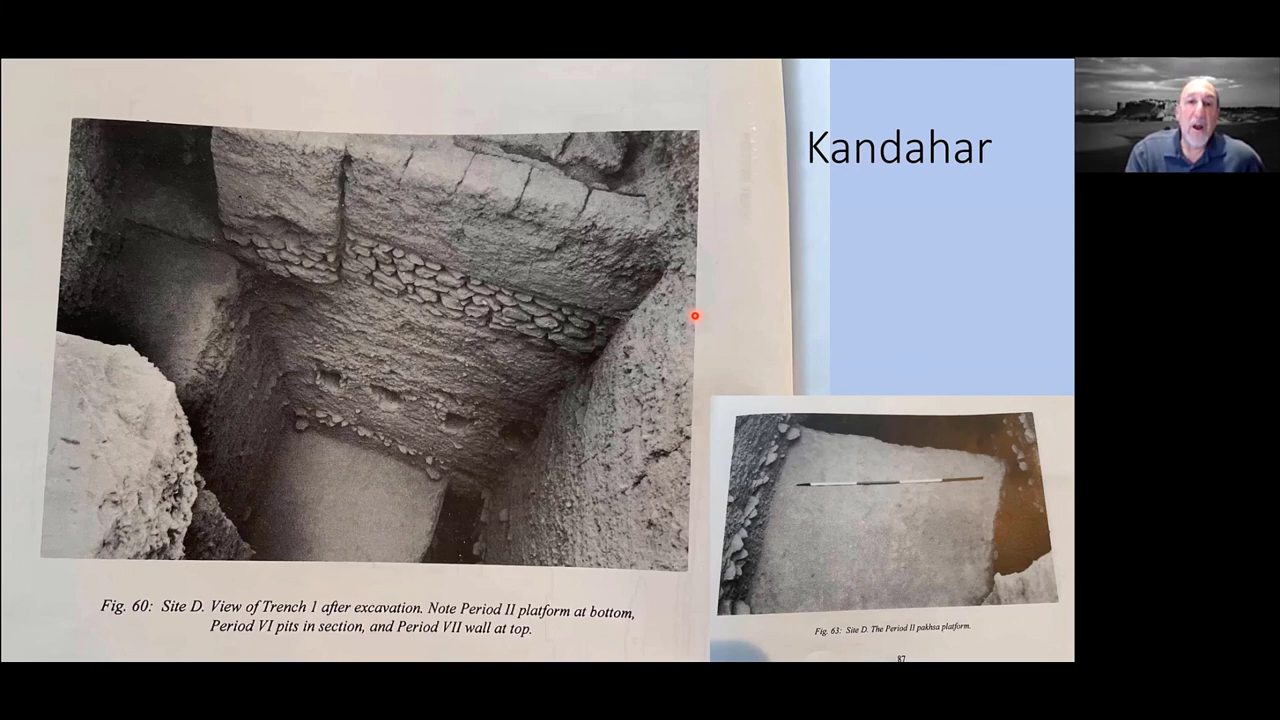 Kandahar
Fig. 60: Site D. View of Trench 1 after excavation. Note Period II platform at bottom,
Period VI pits in section, and Period VII wall at top.
Fig. 63: Site D. The Period II pakhsa platform.
87